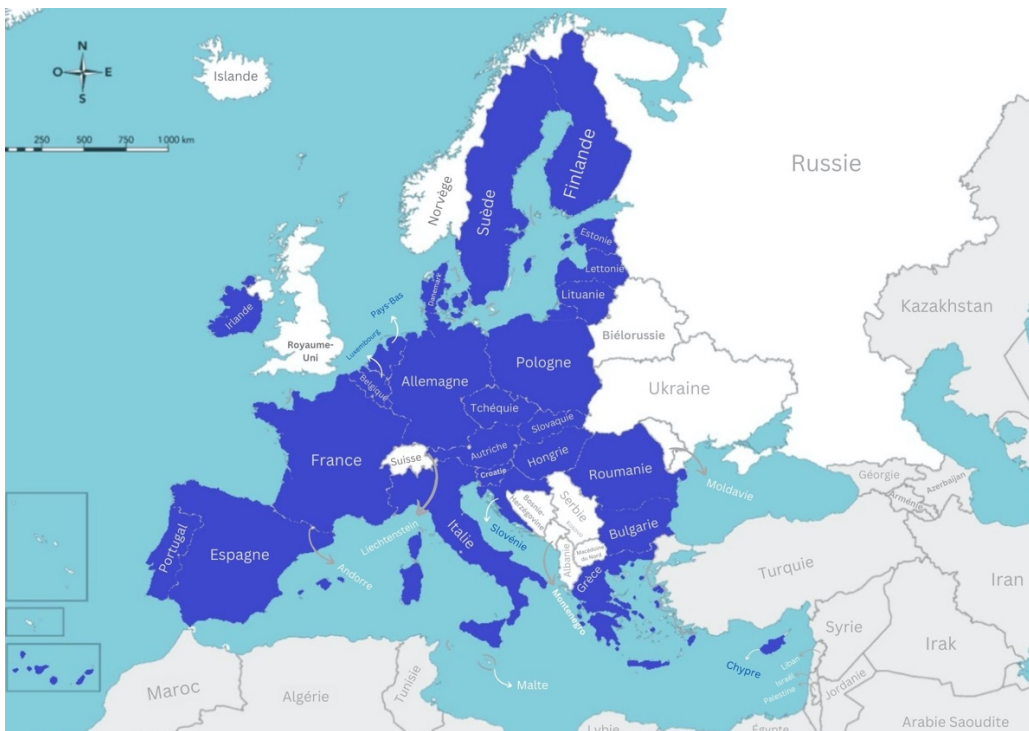 N
O
E
S
Islande
250 500 750 1 000 km
Norvège
Suède
Finlande
Russie
Estonie
Lettonie
Lituanie
Danemark
Irlande
Royaume-
Uni
Pays-Bas
Luxembourg
Belgique
Allemagne
Pologne
Biélorussie
Ukraine
Kazakhstan
Tchéquie
Slovaquie
France
Suisse
Autriche
Hongrie
Croatie
Roumanie
Moldavie
Géorgie
Azerbaïjan
Arménie
Liechtenstein
Italie
Slovénie
Bosnie-
Herzégovine
Serbie
Kosovo
Bulgarie
Portugal
Espagne
Andorre
Albanie
Macédoine
du Nord
Grèce
Monténégro
Turquie
Iran
Syrie
Irak
Chypre
Liban
Israël
Palestine
Jordanie
Malte
Maroc
Algérie
Tunisie
Lybie
Égypte
Arabie Saoudite